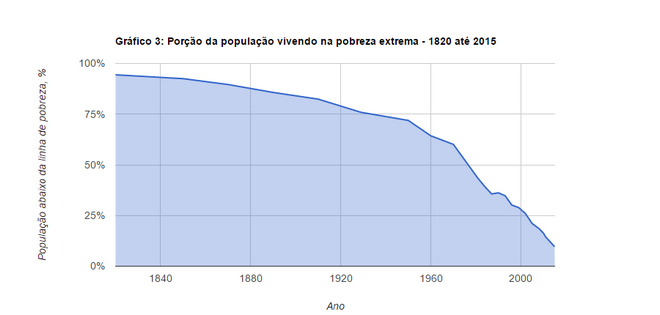 Gráfico 3: Porção da população vivendo na pobreza extrema - 1820 até 2015
População abaixo da linha de pobreza, %
100%
75%
50%
25%
0%
1840 1880 1920 1960 2000
Ano